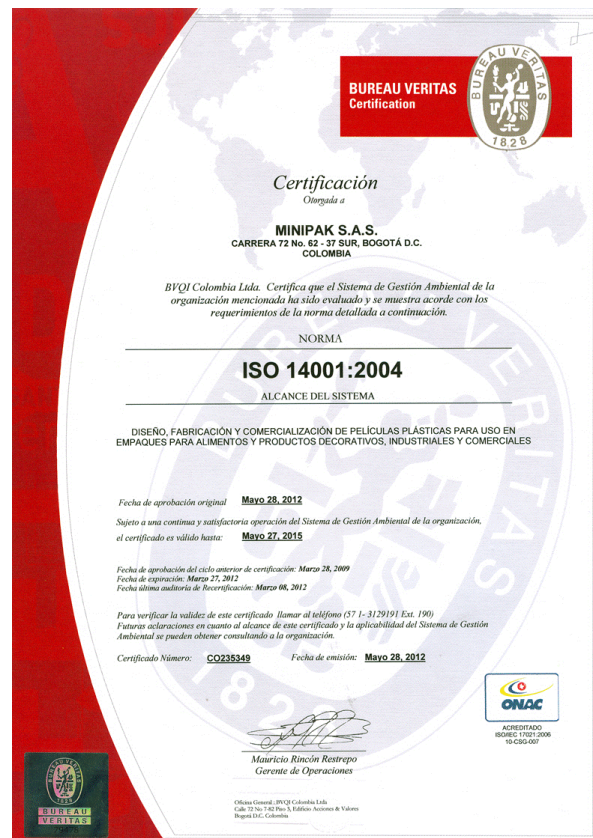 BUREAU VERITAS
Certification
BUREAU VERITAS
1828
Certificación
Otorgada a
MINIPAK S.A.S.
CARRERA 72 No. 62 - 37 SUR, BOGOTÁ D.C.
COLOMBIA
BVQI Colombia Ltda. Certifica que el Sistema de Gestión Ambiental de la
organización mencionada ha sido evaluado y se muestra acorde con los
requerimientos de la norma detallada a continuación.
NORMA
ISO 14001:2004
ALCANCE DEL SISTEMA
DISEÑO, FABRICACIÓN Y COMERCIALIZACIÓN DE PELÍCULAS PLÁSTICAS PARA USO EN
EMPAQUES PARA ALIMENTOS Y PRODUCTOS DECORATIVOS, INDUSTRIALES Y COMERCIALES
Fecha de aprobación original Mayo 28, 2012
Sujeto a una continua y satisfactoria operación del Sistema de Gestión Ambiental de la organización,
el certificado es válido hasta: Mayo 27, 2015
Fecha de aprobación del ciclo anterior de certificación: Marzo 28, 2009
Fecha de expiración: Marzo 27, 2012
Fecha última auditoría de Recertificación: Marzo 08, 2012
Para verificar la validez de este certificado llamar al teléfono (57 1- 3129191 Ext. 190)
Futuras aclaraciones en cuanto al alcance de este certificado y la aplicabilidad del Sistema de Gestión
Ambiental se pueden obtener consultando a la organización.
Certificado Número: CO235349 Fecha de emisión: Mayo 28, 2012
ONAC
ACREDITADO
ISO/IEC 17021:2006
10-CSG-007
Mauricio Rincón Restrepo
Gerente de Operaciones
Oficina General : BVQI Colombia Ltda
Calle 72 No 7-82 Piso 3, Edificio Acciones & Valores
Bogotá D.C. Colombia
BUREAU
VERITAS